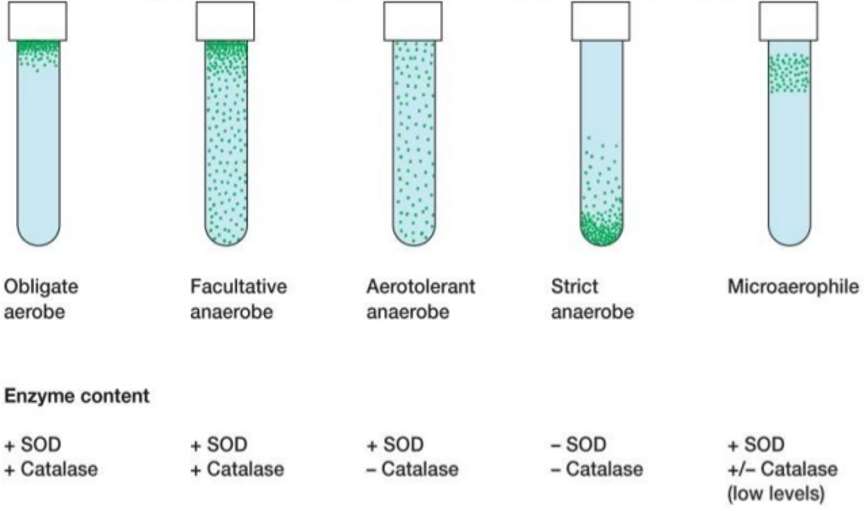 Obligate
aerobe
Facultative
anaerobe
Aerotolerant
anaerobe
Strict
anaerobe
Microaerophile
Enzyme content
+ SOD
+ Catalase
+ SOD
+ Catalase
+ SOD
– Catalase
– SOD
– Catalase
+ SOD
+/– Catalase
(low levels)